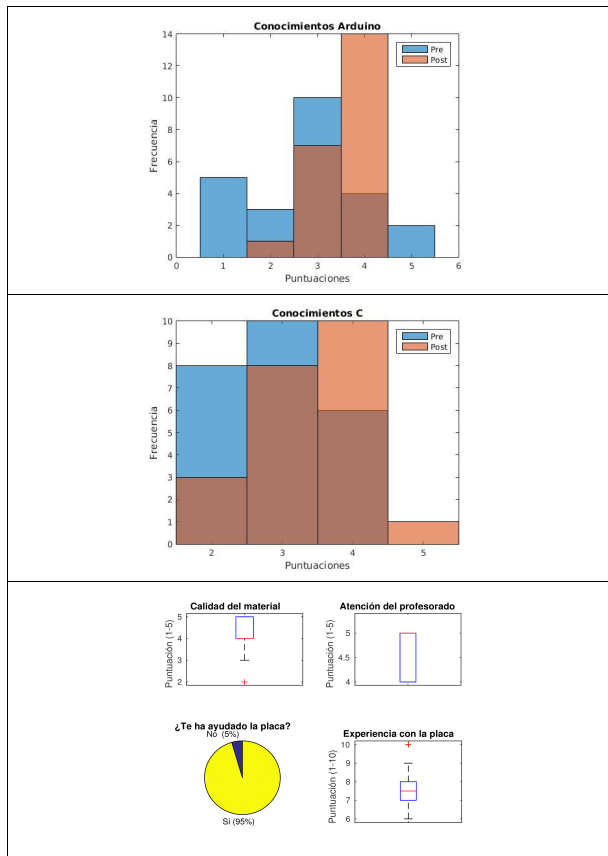 Conocimientos Arduino
14
12
10
8
6
4
2
0
Frecuencia
Pre
Post
0 1 2 3 4 5 6
Puntuaciones
Conocimientos C
10
9
8
7
6
5
4
3
2
1
0
Frecuencia
Pre
Post
2 3 4 5
Puntuaciones
Calidad del material
5
4
3
2
Puntuación (1-5)
Atención del profesorado
5
4.5
4
Puntuación (1-5)
¿Te ha ayudado la placa?
No (5%)
Sí (95%)
Experiencia con la placa
10
9
8
7
6
Puntuación (1-10)